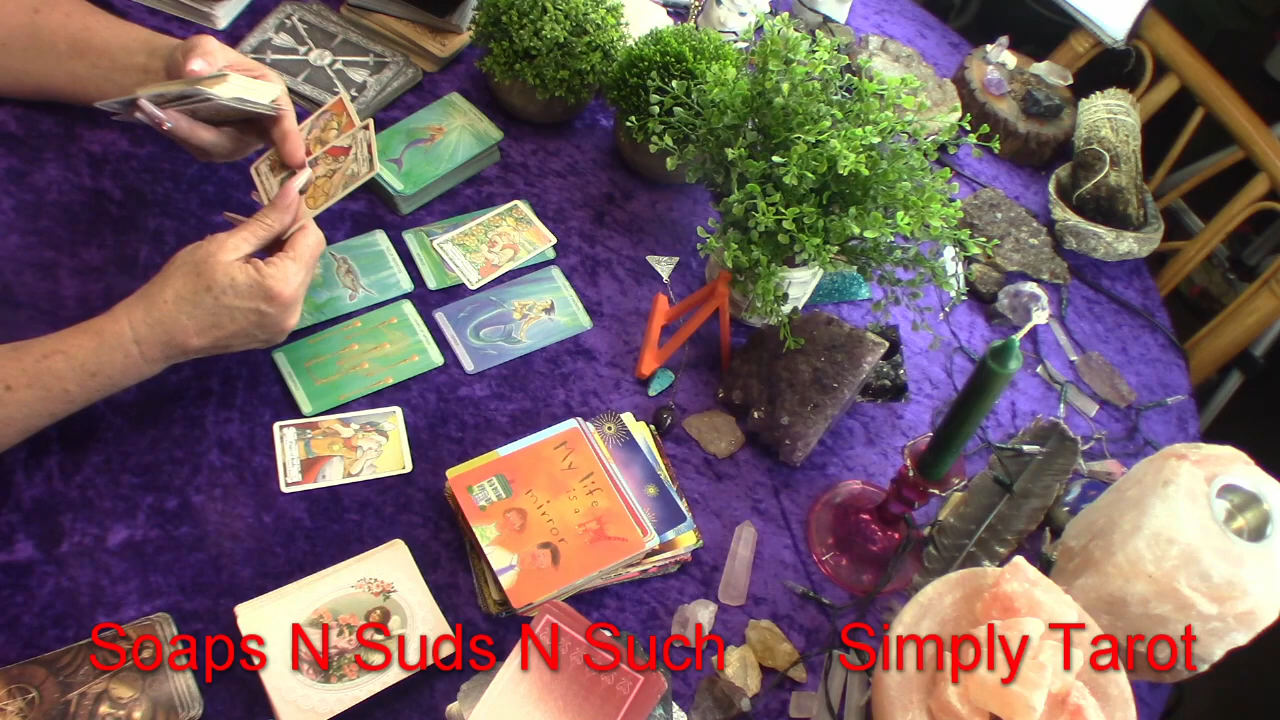 My life
is a
mirror
Soaps N Suds N Such
Simply Tarot